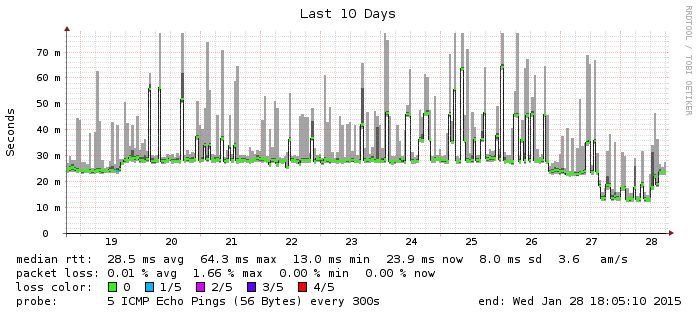 Last 10 Days
RRDTOOL / TOBI OETIKER
Seconds
70 m
60 m
50 m
40 m
30 m
20 m
10 m
0
19 20 21 22 23 24 25 26 27 28
median rtt: 28.5 ms avg 64.3 ms max 13.0 ms min 23.9 ms now 8.0 ms sd 3.6 am/s
packet loss: 0.01 % avg 1.66 % max 0.00 % min 0.00 % now
loss color: 0 1/5 2/5 3/5 4/5
probe: 5 ICMP Echo Pings (56 Bytes) every 300s end: Wed Jan 28 18:05:10 2015